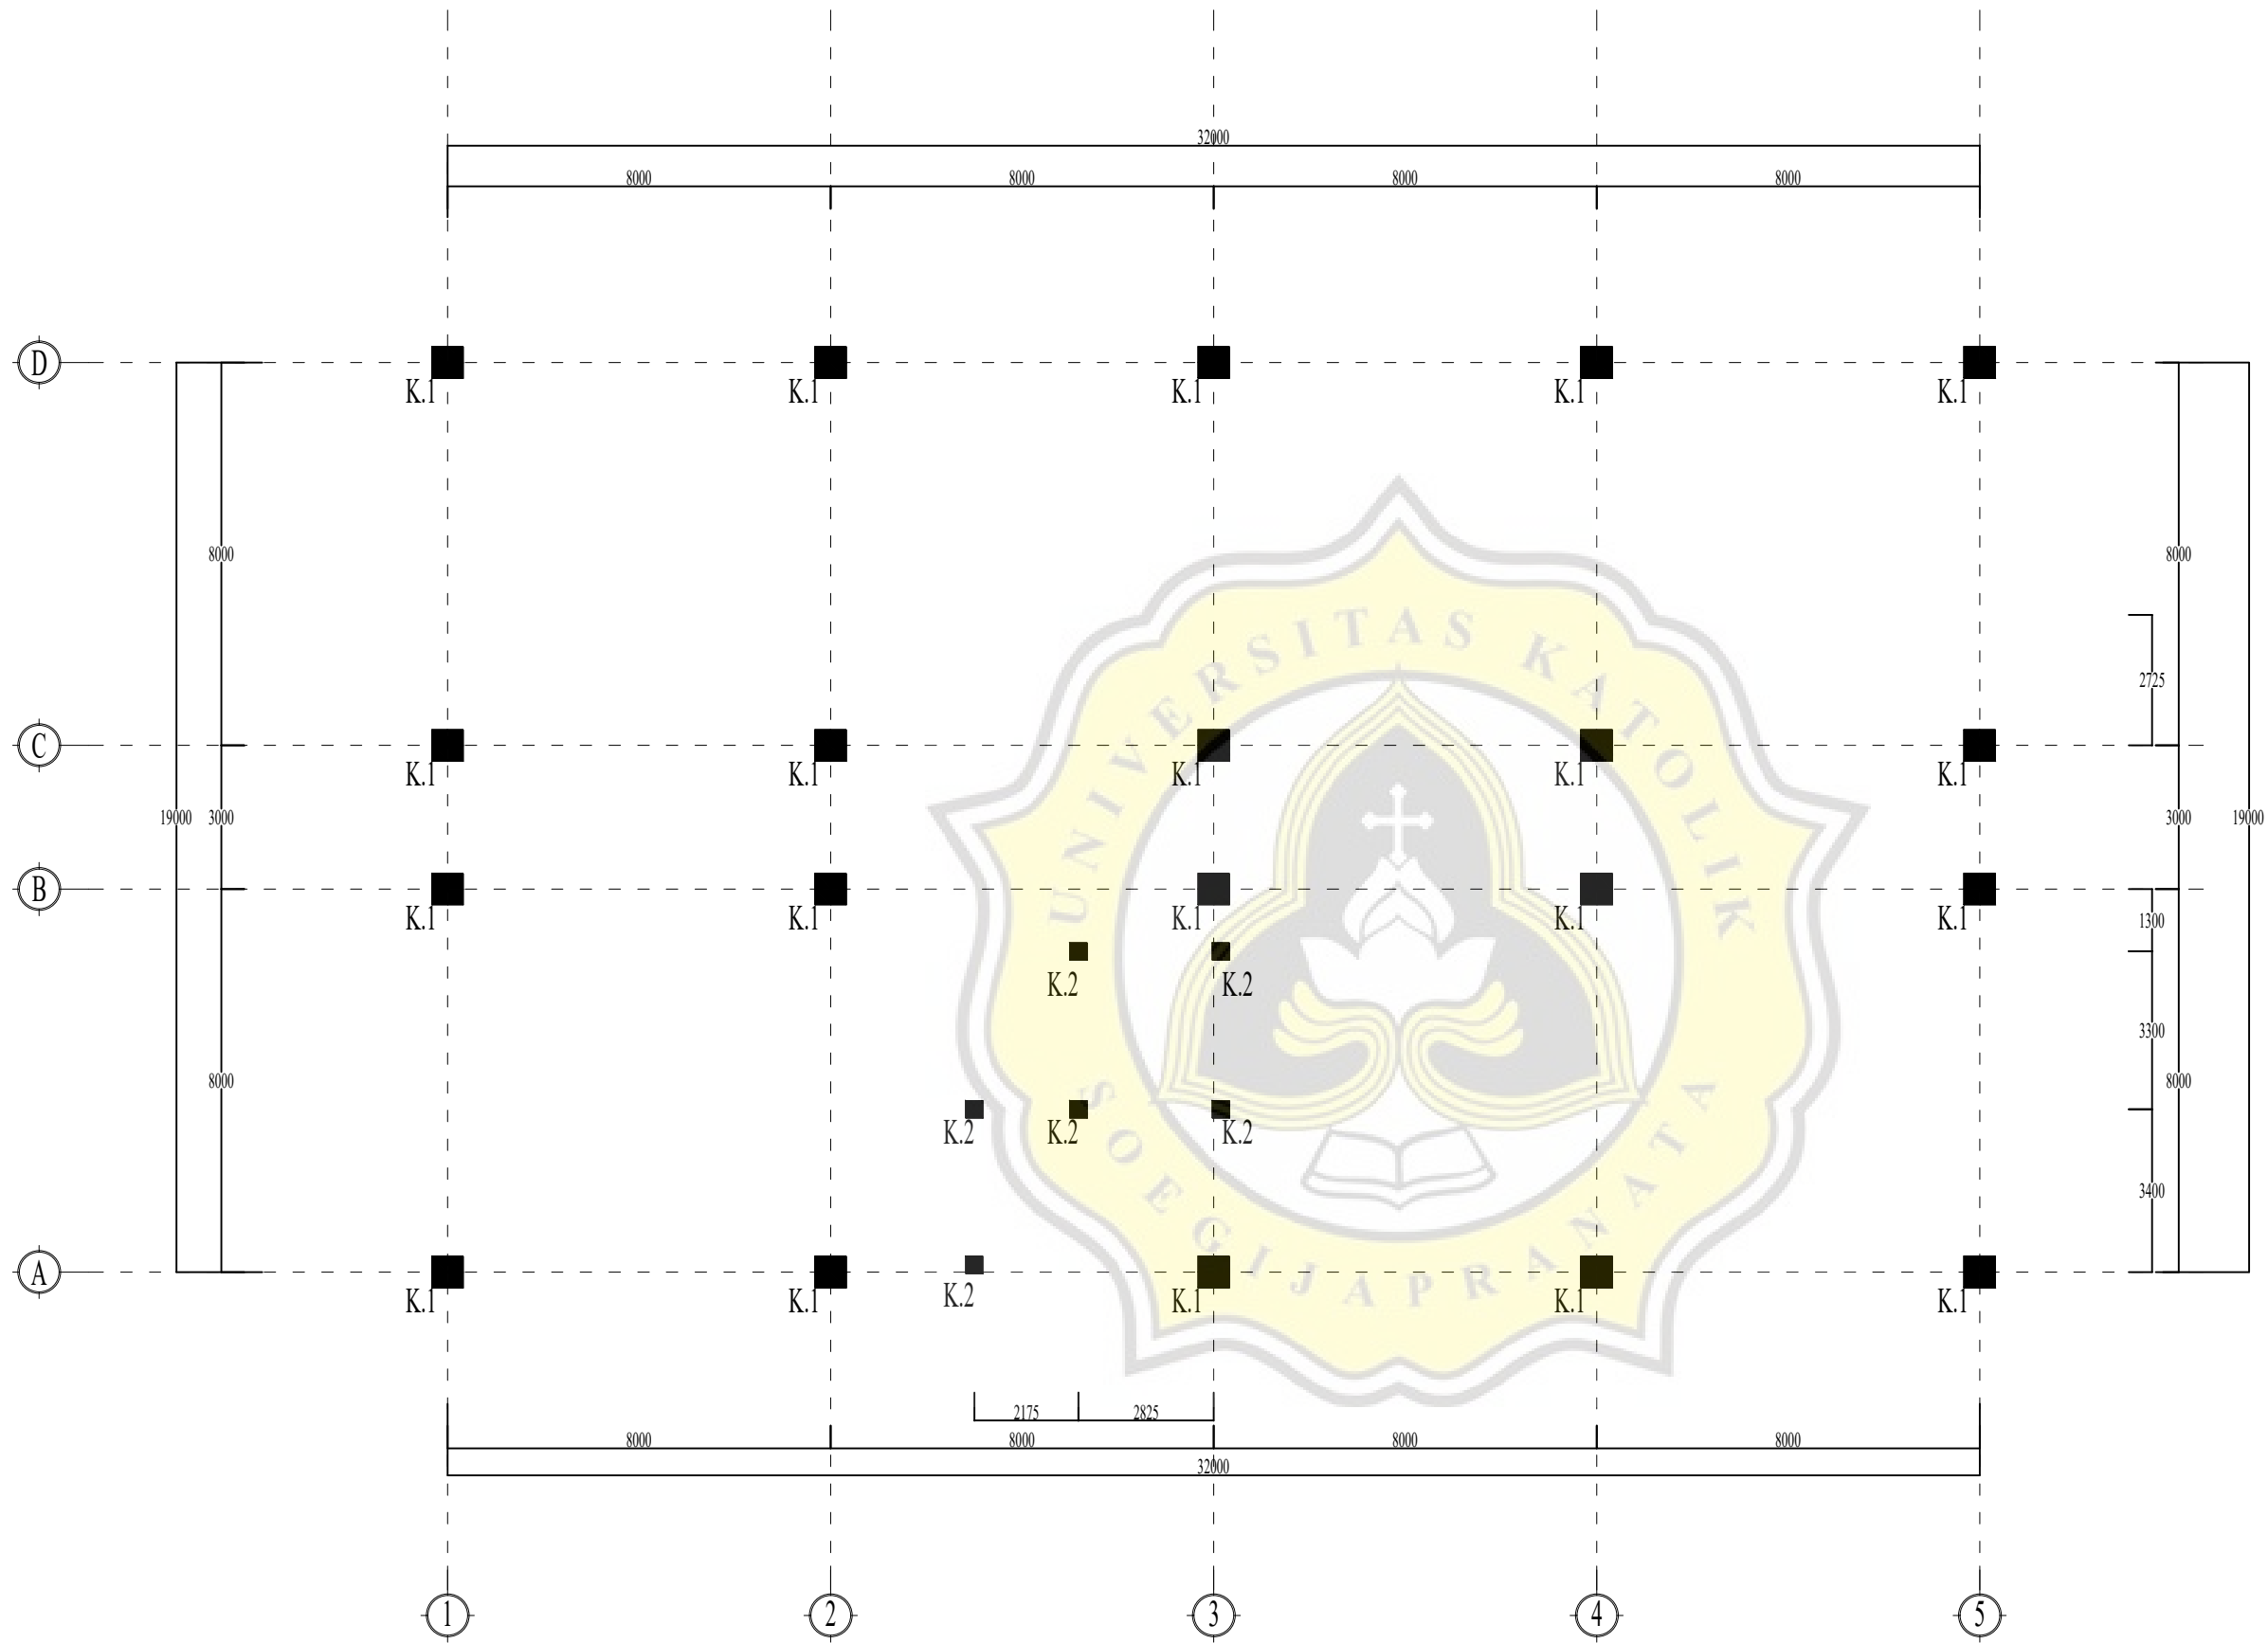 32000
8000 8000 8000 8000
D
K.1 K.1 K.1 K.1 K.1
8000 8000
UNIVERSITAS KATOLIK
2725
C
K.1 K.1 K.1 K.1 K.1
19000 3000 3000 19000
B
K.1 K.1 K.1 K.1 K.1
1300
K.2 K.2
3300
8000 8000
K.2 K.2 K.2
SOEGIJAPRANATA
3400
A
K.2
K.1 K.1 K.1 K.1 K.1
2175 2825
8000 8000 8000 8000
32000
1 2 3 4 5